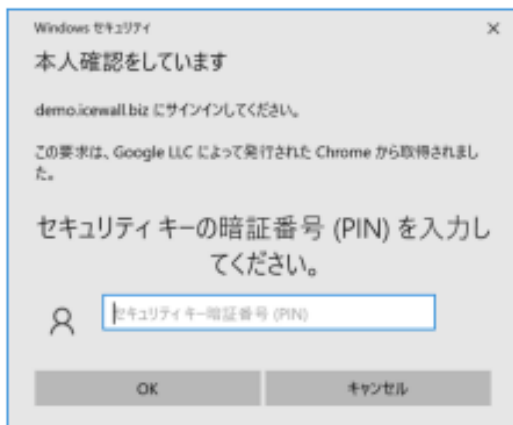 Windows セキュリティ
本人確認をしています
demo.icewall.biz にサインインしてください。
この要求は、Google LLC によって発行された Chrome から取得されまし
た。
セキュリティ キーの暗証番号 (PIN) を入力し
てください。
セキュリティ キー暗証番号 (PIN)
OK
キャンセル